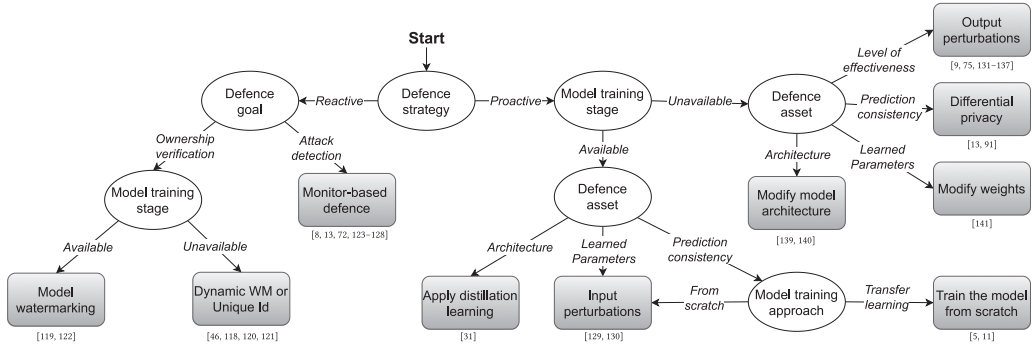 Start
Defence
strategy
Reactive
Proactive
Defence
goal
Ownership
verification
Attack
detection
Model training
stage
Monitor-based
defence
[8, 13, 72, 123–128]
Available
Unavailable
Model
watermarking
[119, 122]
Dynamic WM or
Unique Id
[46, 118, 120, 121]
Model training
stage
Unavailable
Available
Defence
asset
Level of
effectiveness
Output
perturbations
[9, 75, 131–137]
Prediction
consistency
Differential
privacy
[13, 91]
Learned
Parameters
Modify weights
[141]
Architecture
Modify model
architecture
[139, 140]
Defence
asset
Architecture
Learned
Parameters
Prediction
consistency
Apply distillation
learning
[31]
Input
perturbations
[129, 130]
From
scratch
Model training
approach
Transfer
learning
Train the model
from scratch
[5, 11]